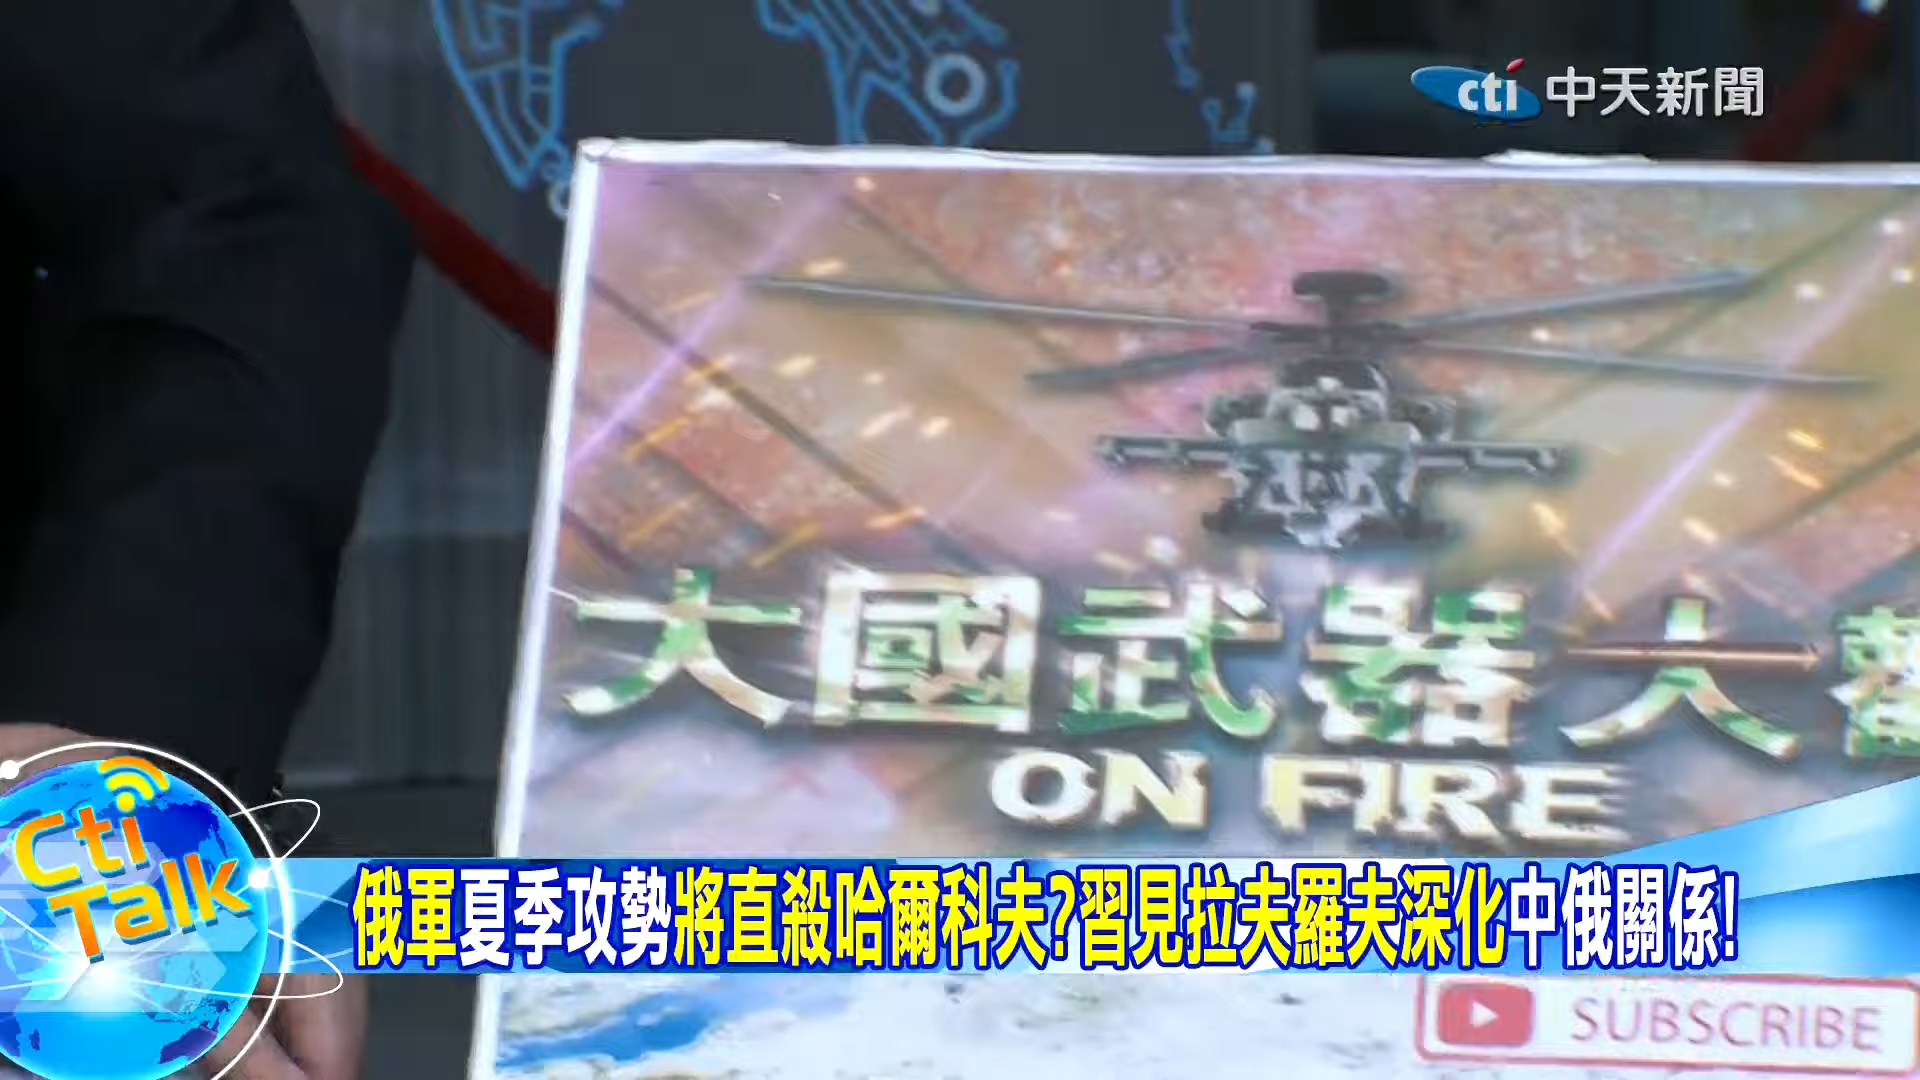 cti 中天新聞
大國武器大
ON FIRE
Cti Talk
俄軍夏季攻勢將直殺哈爾科夫?習見拉夫羅夫深化中俄關係!
SUBSCRIBE